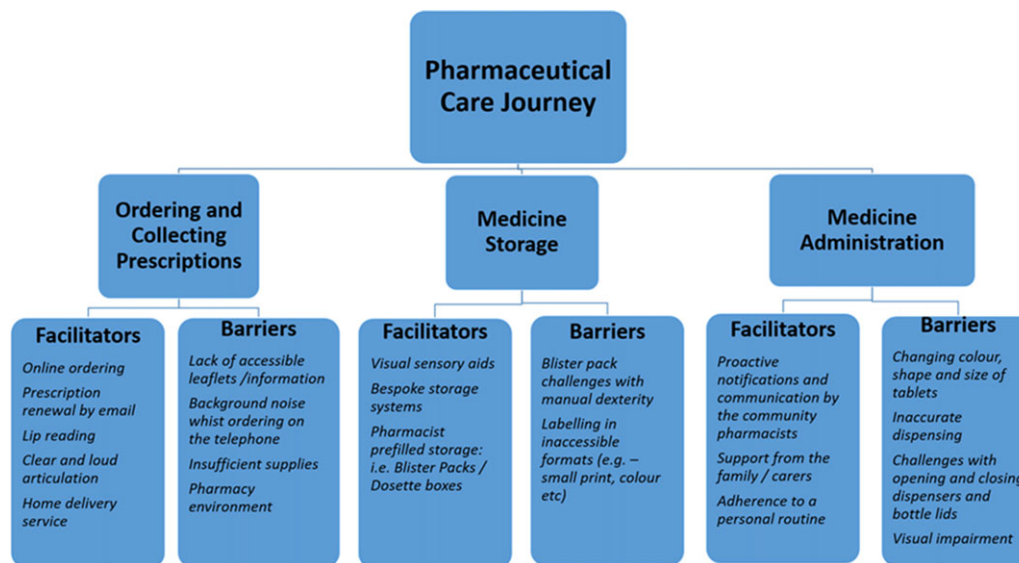 Pharmaceutical
Care Journey
Ordering and
Collecting
Prescriptions
Medicine
Storage
Medicine
Administration
Facilitators
Online ordering
Prescription
renewal by email
Lip reading
Clear and loud
articulation
Home delivery
service
Barriers
Lack of accessible
leaflets /information
Background noise
whist ordering on
the telephone
Insufficient supplies
Pharmacy
environment
Facilitators
Visual sensory aids
Bespoke storage
systems
Pharmacist
prefilled storage:
i.e. Blister Packs /
Dosette boxes
Barriers
Blister pack
challenges with
manual dexterity
Labelling in
inaccessible
formats (e.g. –
small print, colour
etc)
Facilitators
Proactive
notifications and
communication by
the community
pharmacists
Support from the
family / carers
Adherence to a
personal routine
Barriers
Changing colour,
shape and size of
tablets
Inaccurate
dispensing
Challenges with
opening and closing
dispensers and
bottle lids
Visual impairment